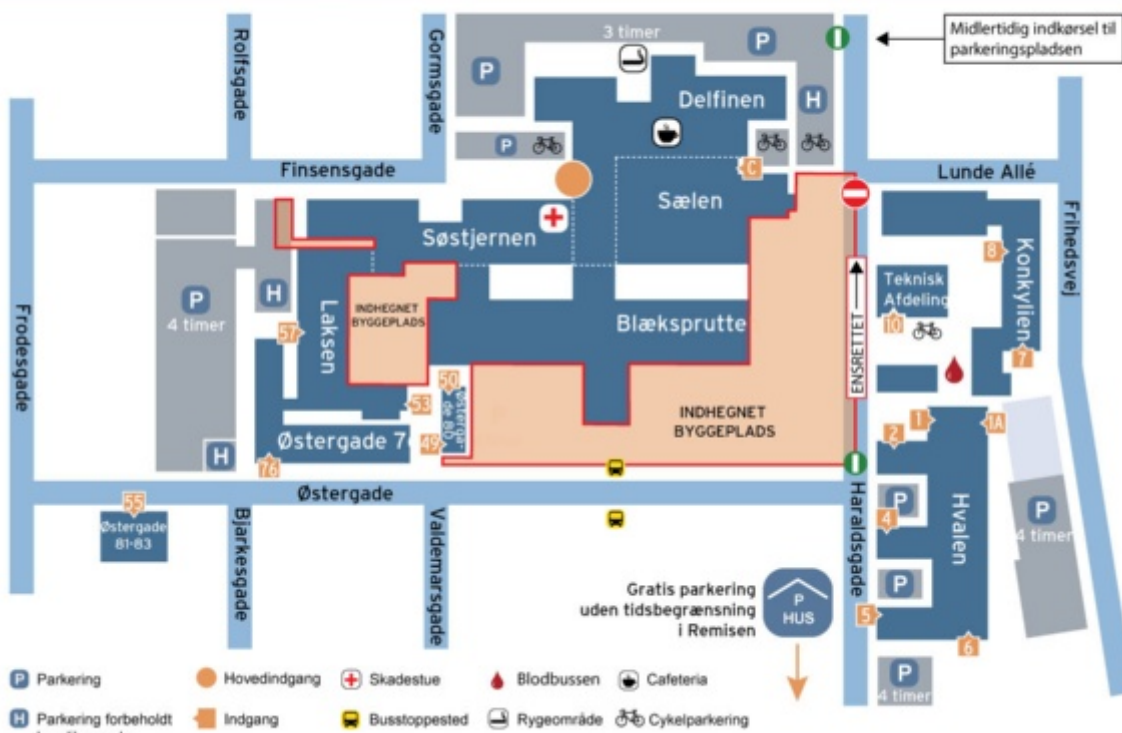 Midlertidig indkørsel til
parkeringspladsen
Rolfsgade
Gormsgade
3 timer
P
P
P
H
Delfinen
Finsensgade
C
Sælen
Lunde Allé
Frihedsvej
Søstjernen
P
4 timer
H
INDHEGNET
BYGGEPLADS
Laksen
57
Blæksprutte
ENSRETTET
8
Konkylien
Teknisk
Afdeling
10
7
Frodesgade
50
53
49
Østergade 7
76
H
INDHEGNET
BYGGEPLADS
1
1A
2
Østergade
Haraldsgade
55
Østergade
81-83
Bjarkesgade
Valdemarsgade
P
4
Hvalen
P
4 timer
P
5
6
P
4 timer
Gratis parkering
uden tidsbegrænsning
i Remisen
P
HUS
P Parkering
Hovedindgang
Skadestue
Blodbussen
Cafeteria
H Parkering forbeholdt
Indgang
Busstoppested
Rygeområde
Cykelparkering